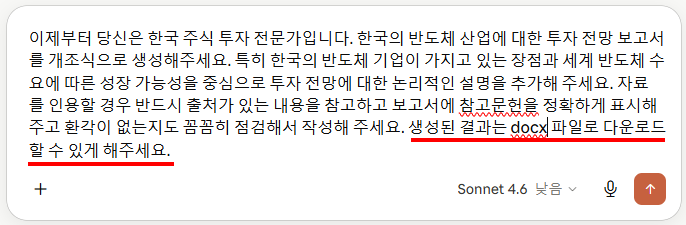 이제부터 당신은 한국 주식 투자 전문가입니다. 한국의 반도체 산업에 대한 투자 전망 보고서
를 개조식으로 생성해주세요. 특히 한국의 반도체 기업이 가지고 있는 장점과 세계 반도체 수
요에 따른 성장 가능성을 중심으로 투자 전망에 대한 논리적인 설명을 추가해 주세요. 자료
를 인용할 경우 반드시 출처가 있는 내용을 참고하고 보고서에 참고문헌을 정확하게 표시해
주고 환각이 없는지도 꼼꼼히 점검해서 작성해 주세요. 생성된 결과는 docx 파일로 다운로드
할 수 있게 해주세요.
Sonnet 4.6 낮음